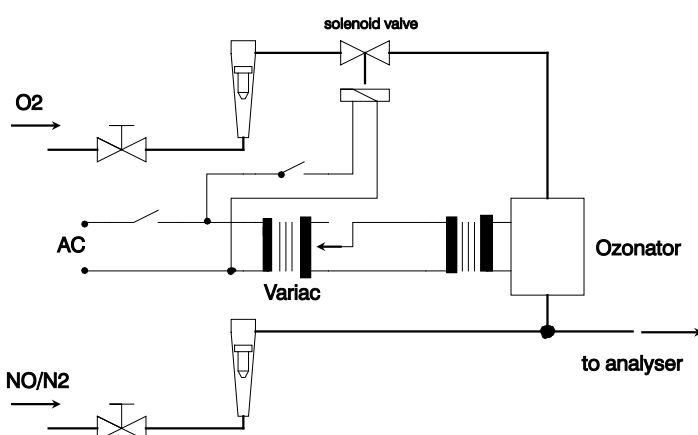 solenoid valve
O2
AC
Ozonator
Variac
to analyser
NO/N2